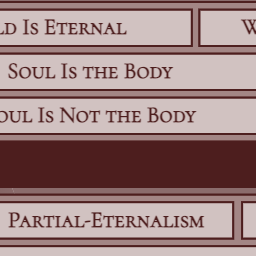 LD IS ETERNAL W
SOUL IS THE BODY
OUL IS NOT THE BODY
PARTIAL-ETERNALISM